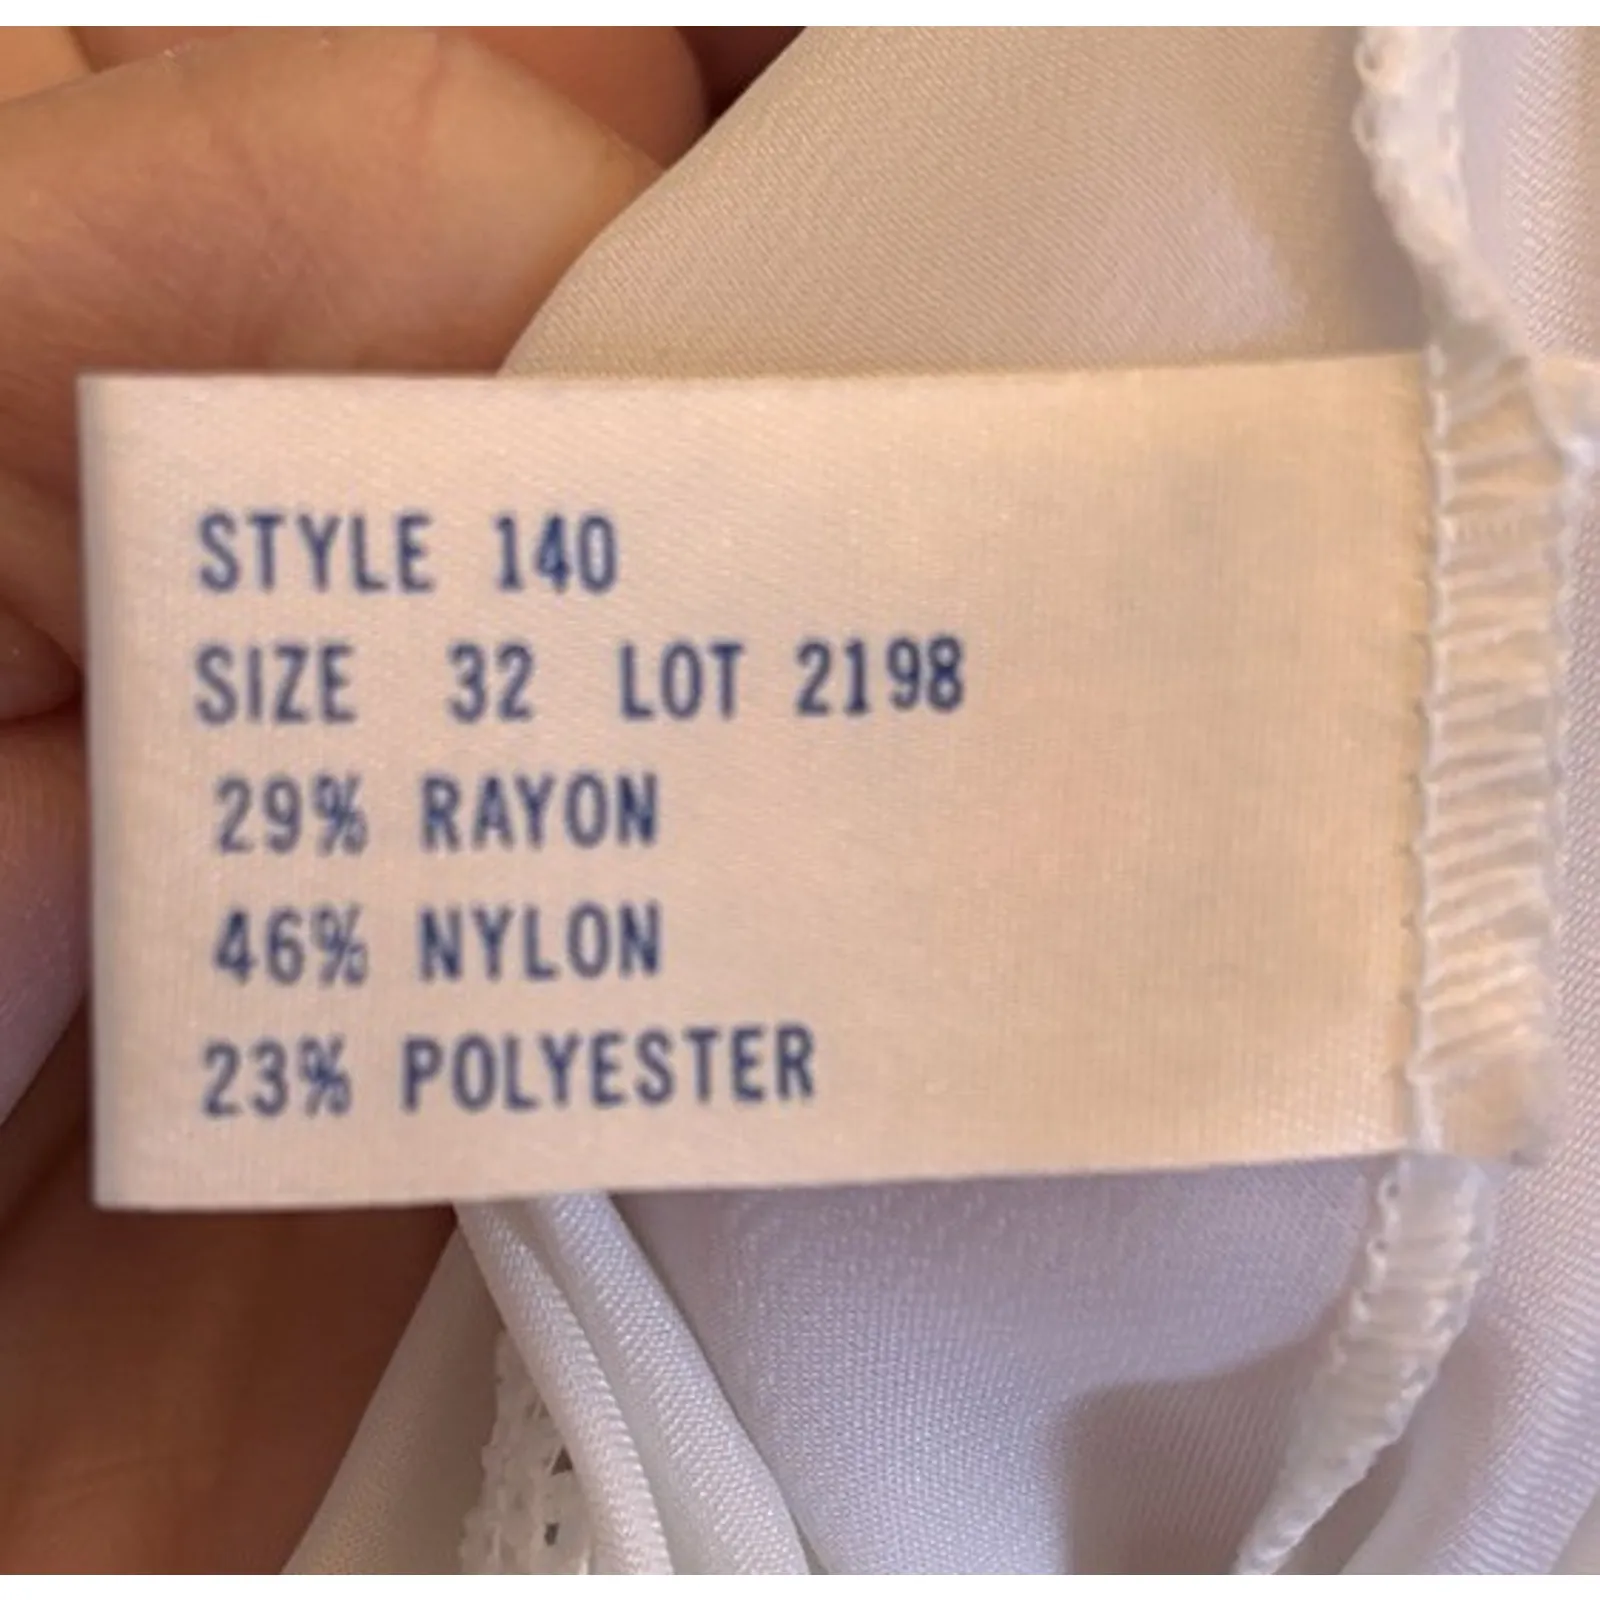 STYLE 140
SIZE 32 LOT 2198
29% RAYON
46% NYLON
23% POLYESTER